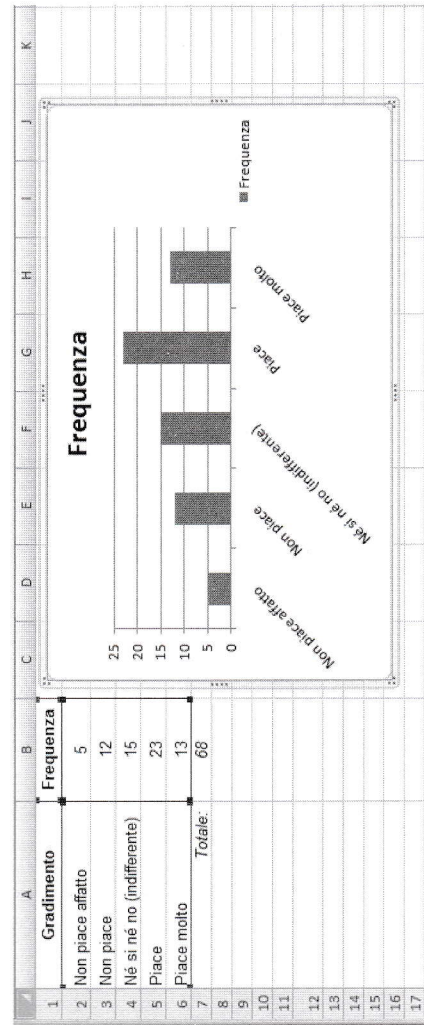 A B C D E F G H I J K
1 Gradimento Frequenza
2 Non piace affatto 5
3 Non piace 12
4 Né si né no (indifferente) 15
5 Piace 23
6 Piace molto 13
7 Totale: 68
8
9
10
11
12
13
14
15
16
17
Frequenza
25
20
15
10
5
0
Non piace affatto
Non piace
Né si né no (indifferente)
Piace
Piace molto
Frequenza